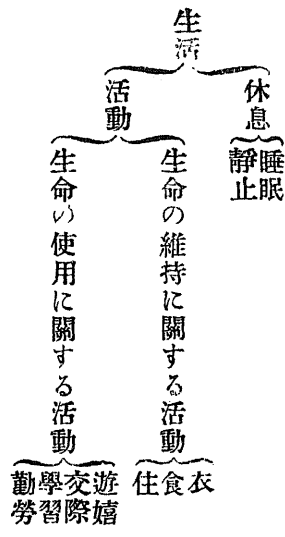 生活
休息
睡眠
靜止
活動
生命の維持に關する活動
衣
食
住
生命の使用に關する活動
遊嬉
交際
學習
勤勞